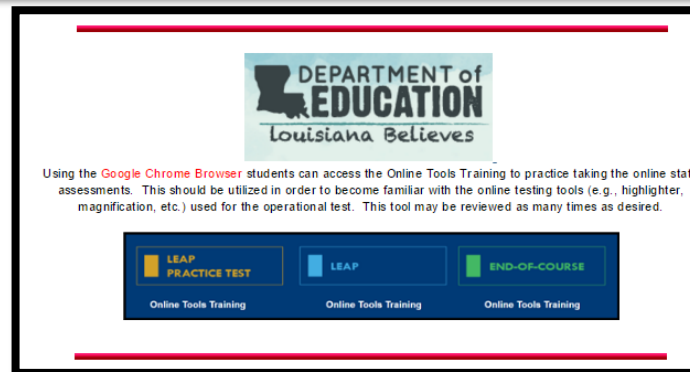 DEPARTMENT of
EDUCATION
Louisiana Believes
Using the Google Chrome Browser students can access the Online Tools Training to practice taking the online stat
assessments. This should be utilized in order to become familiar with the online testing tools (e.g., highlighter,
magnification, etc.) used for the operational test. This tool may be reviewed as many times as desired.
LEAP
PRACTICE TEST
LEAP
END-OF-COURSE
Online Tools Training
Online Tools Training
Online Tools Training